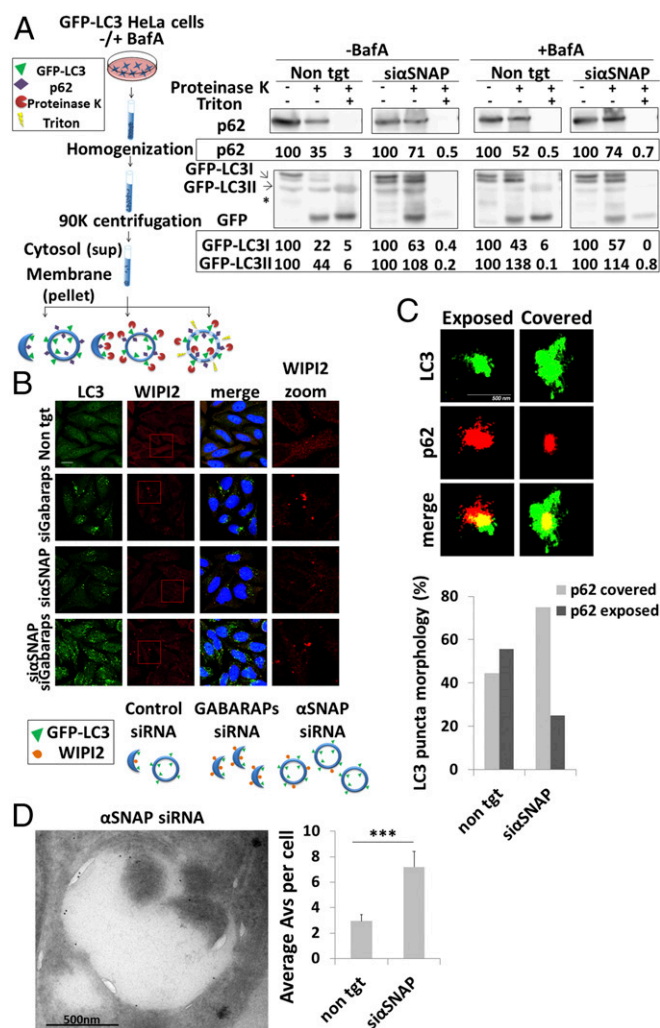 A
GFP-LC3 HeLa cells
-/+ BafA
GFP-LC3
p62
Proteinase K
Triton
Homogenization
90K centrifugation
Cytosol (sup)
Membrane
(pellet)
-BafA +BafA
Non tgt siαSNAP Non tgt siαSNAP
Proteinase K - + + - + + - + + - + +
Triton - - + - - + - - + - - +
p62
p62 100 35 3 100 71 0.5 100 52 0.5 100 74 0.7
GFP-LC3I
GFP-LC3II
*
GFP
GFP-LC3I 100 22 5 100 63 0.4 100 43 6 100 57 0
GFP-LC3II 100 44 6 100 108 0.2 100 138 0.1 100 114 0.8
B
LC3 WIPI2 merge WIPI2
zoom
Non tgt
siGabaraps
siαSNAP
siαSNAP
siGabaraps
GFP-LC3
WIPI2
Control
siRNA
GABARAPs
siRNA
αSNAP
siRNA
C
Exposed Covered
LC3
500 nm
p62
merge
LC3 puncta morphology (%)
80
60
40
20
0
p62 covered
p62 exposed
non tgt
siαSNAP
D
αSNAP siRNA
500nm
Average Avs per cell
10
8
6
4
2
0
***
non tgt
siαSNAP